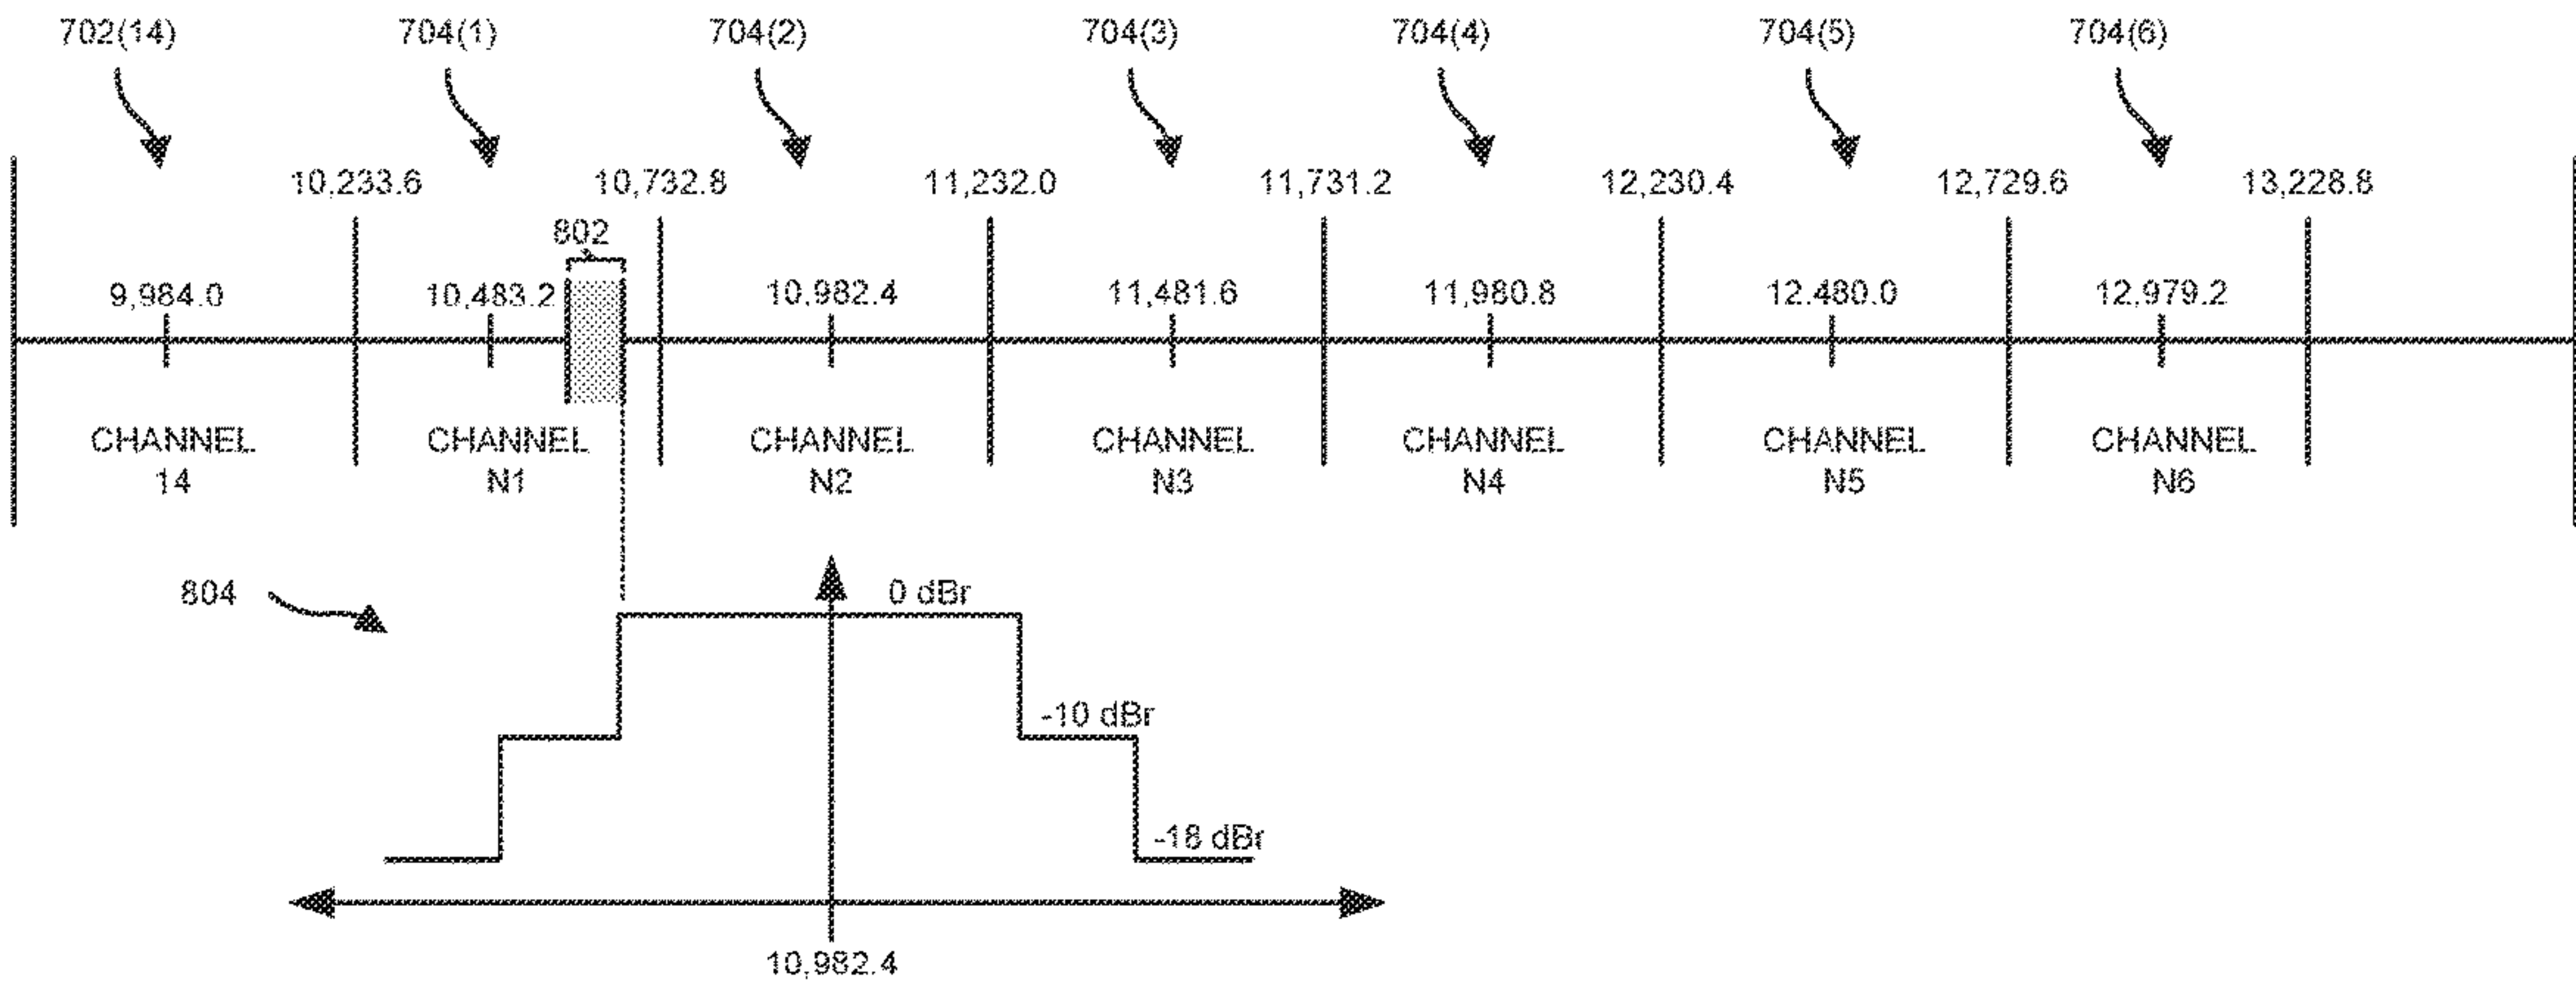 702(14) 704(1) 704(2) 704(3) 704(4) 704(5) 704(6)
10,233.6 10,732.8 11,232.0 11,731.2 12,230.4 12,729.6 13,228.8
802
9,984.0 10,483.2 10,982.4 11,481.6 11,980.8 12.480.0 12,979.2
CHANNEL CHANNEL CHANNEL CHANNEL CHANNEL CHANNEL CHANNEL
14 N1 N2 N3 N4 N5 N6
804
0 dBr
-10 dBr
-18 dBr
10,982.4